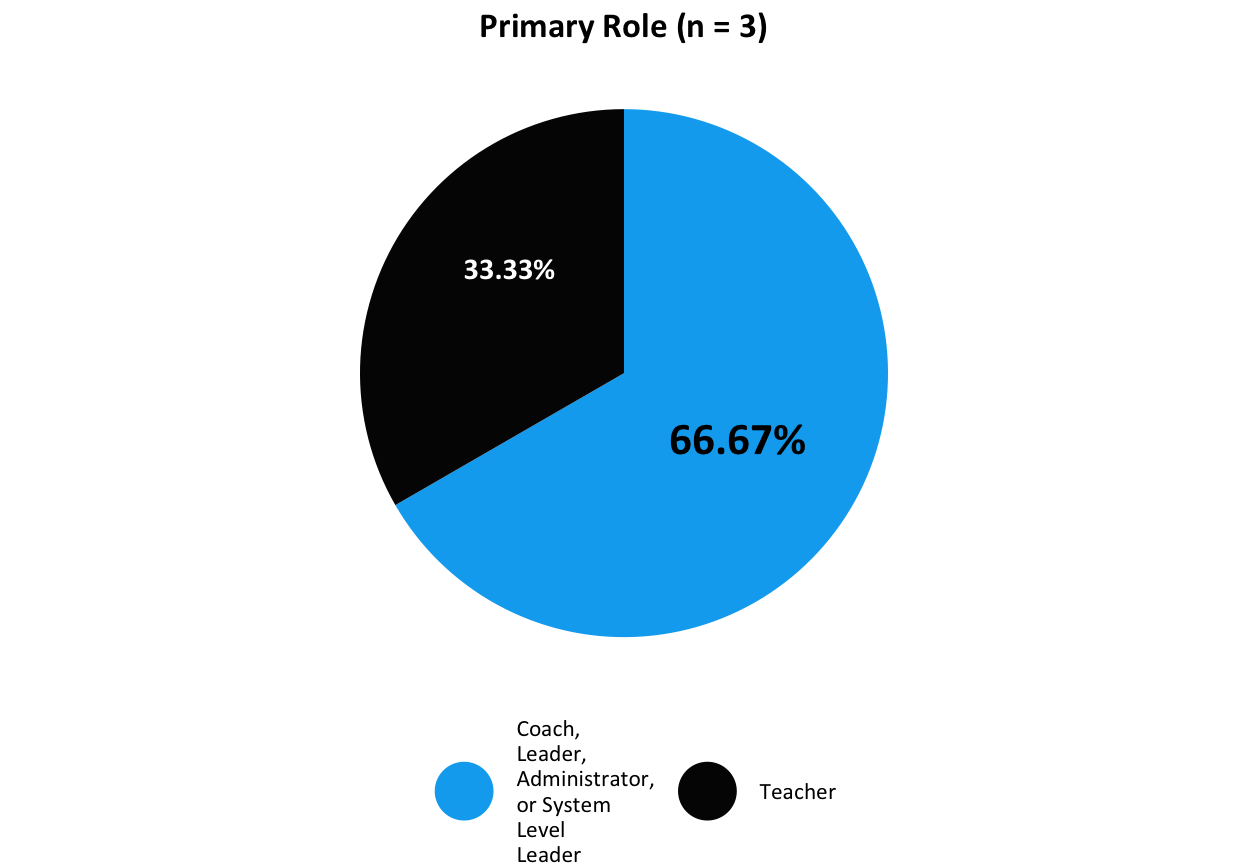 Primary Role (n = 3)
33.33%
66.67%
Coach,
Leader,
Administrator,
or System
Level
Leader
Teacher